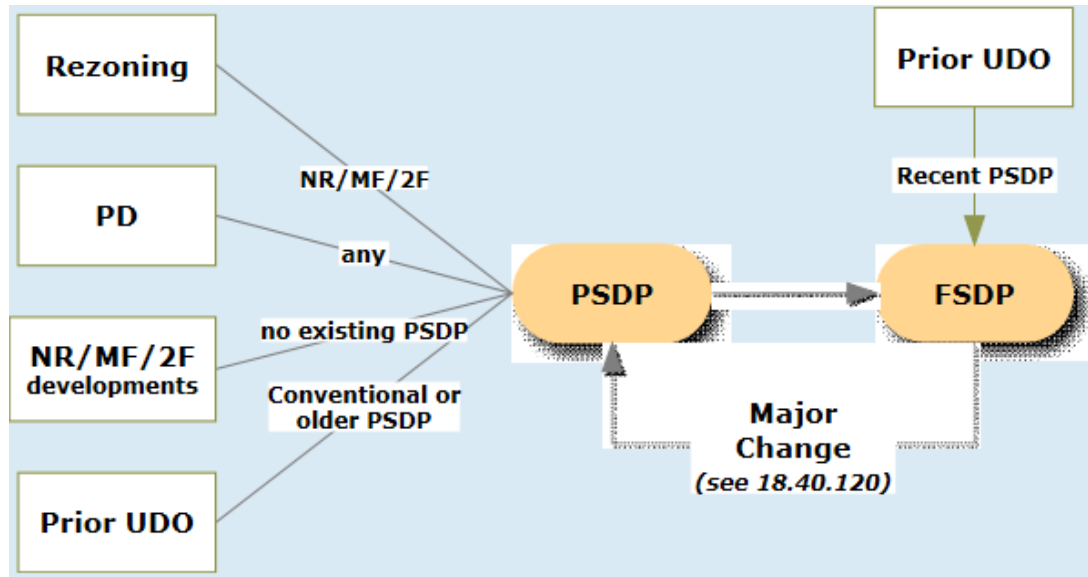 Rezoning
Prior UDO
NR/MF/2F
Recent PSDP
PD
any
PSDP
FSDP
no existing PSDP
NR/MF/2F
developments
Conventional or
older PSDP
Major
Change
(see 18.40.120)
Prior UDO